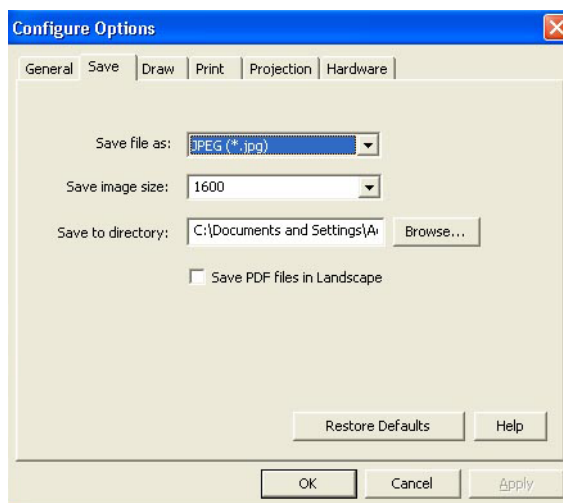 Configure Options
General Save Draw Print Projection Hardware
Save file as: JPEG (*.jpg)
Save image size: 1600
Save to directory: C:\Documents and Settings\A Browse...
Save PDF files in Landscape
Restore Defaults Help
OK Cancel Apply